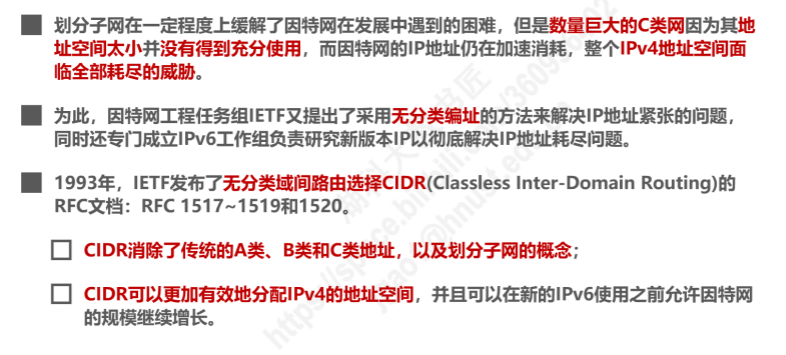 划分子网在一定程度上缓解了因特网在发展中遇到的困难，但是数量巨大的C类网因为其地
址空间太小并没有得到充分使用，而因特网的IP地址仍在加速消耗，整个IPv4地址空间面
临全部耗尽的威胁。
为此，因特网工程任务组IETF又提出了采用无分类编址的方法来解决IP地址紧张的问题，
同时还专门成立IPv6工作组负责研究新版本IP以彻底解决IP地址耗尽问题。
1993年，IETF发布了无分类域间路由选择CIDR(Classless Inter-Domain Routing)的
RFC文档：RFC 1517~1519和1520。
CIDR消除了传统的A类、B类和C类地址，以及划分子网的概念；
CIDR可以更加有效地分配IPv4的地址空间，并且可以在新的IPv6使用之前允许因特网
的规模继续增长。